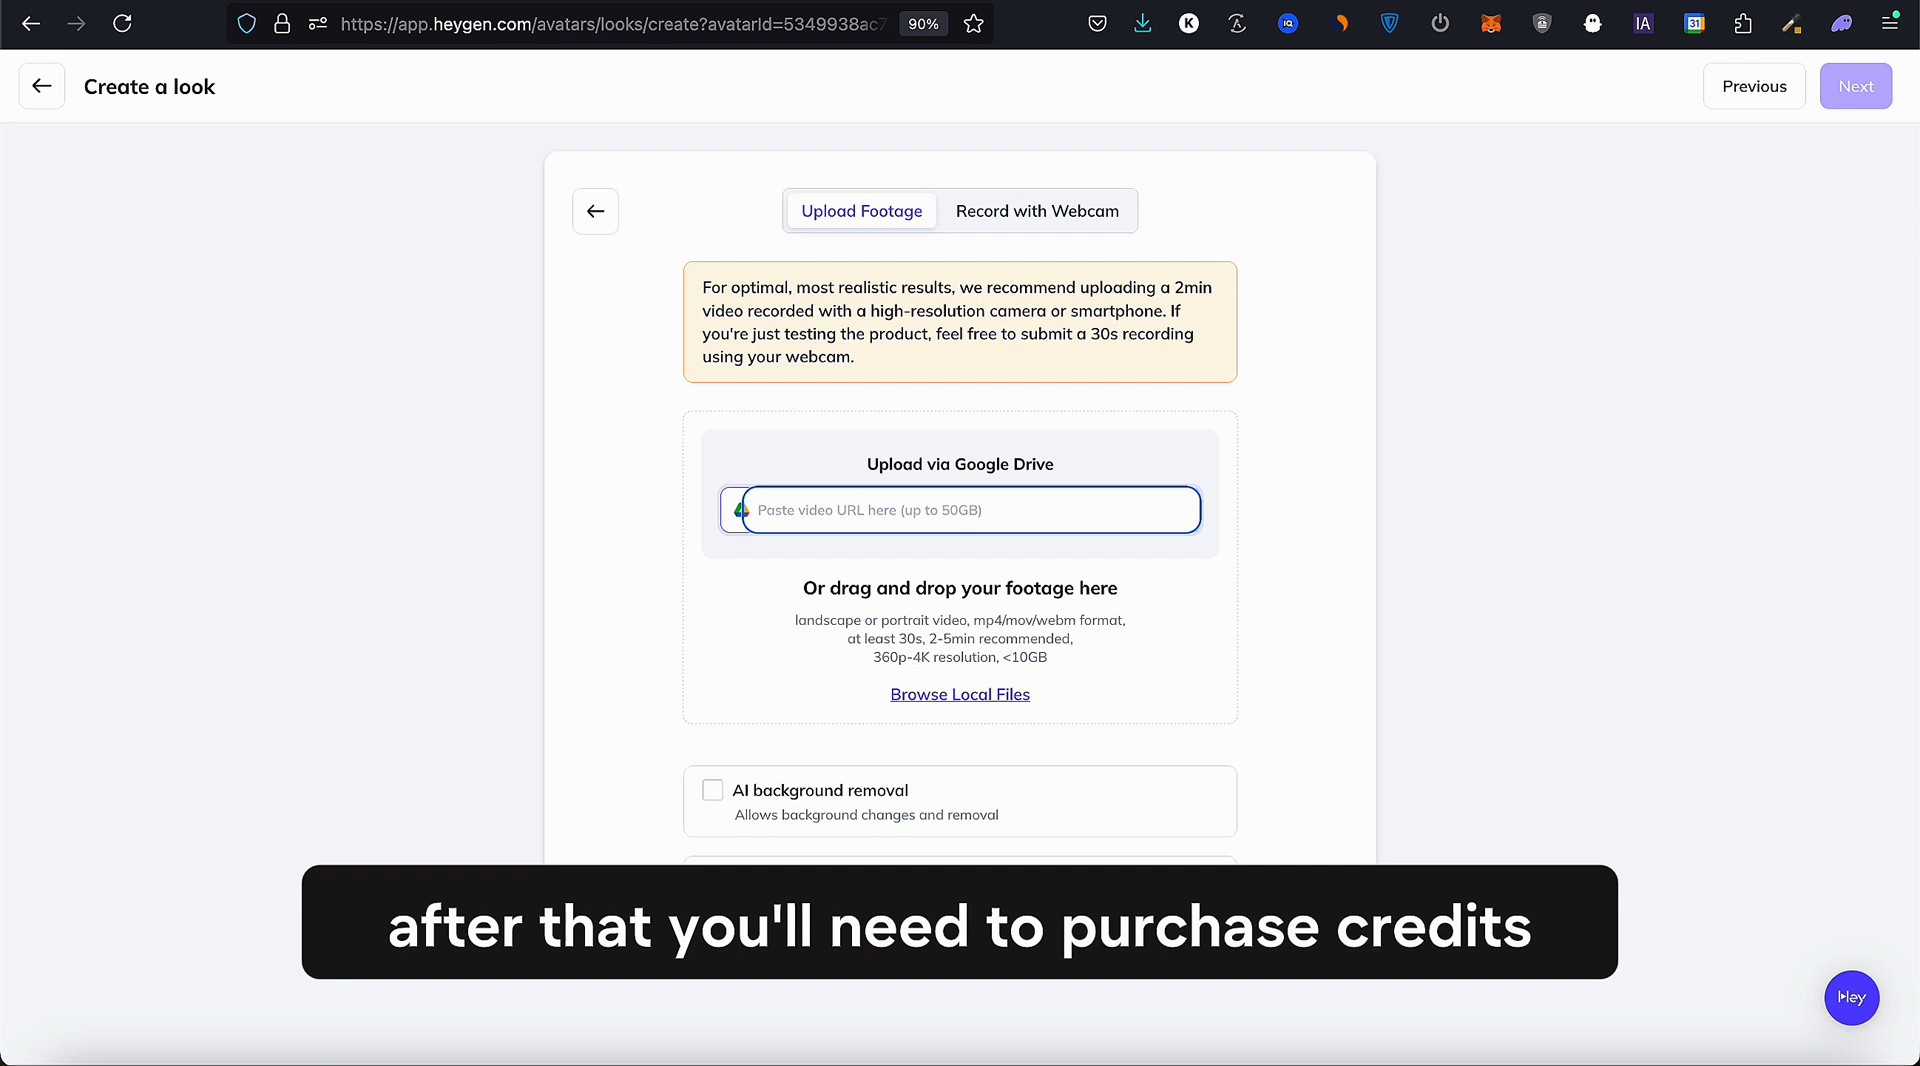 https://app.heygen.com/avatars/looks/create?avatarId=5349938ac7
90%
K
IQ
IA
31
Create a look
Previous
Next
Upload Footage
Record with Webcam
For optimal, most realistic results, we recommend uploading a 2min
video recorded with a high-resolution camera or smartphone. If
you're just testing the product, feel free to submit a 30s recording
using your webcam.
Upload via Google Drive
Paste video URL here (up to 50GB)
Or drag and drop your footage here
landscape or portrait video, mp4/mov/webm format,
at least 30s, 2-5min recommended,
360p-4K resolution, <10GB
Browse Local Files
AI background removal
Allows background changes and removal
after that you'll need to purchase credits
Hey